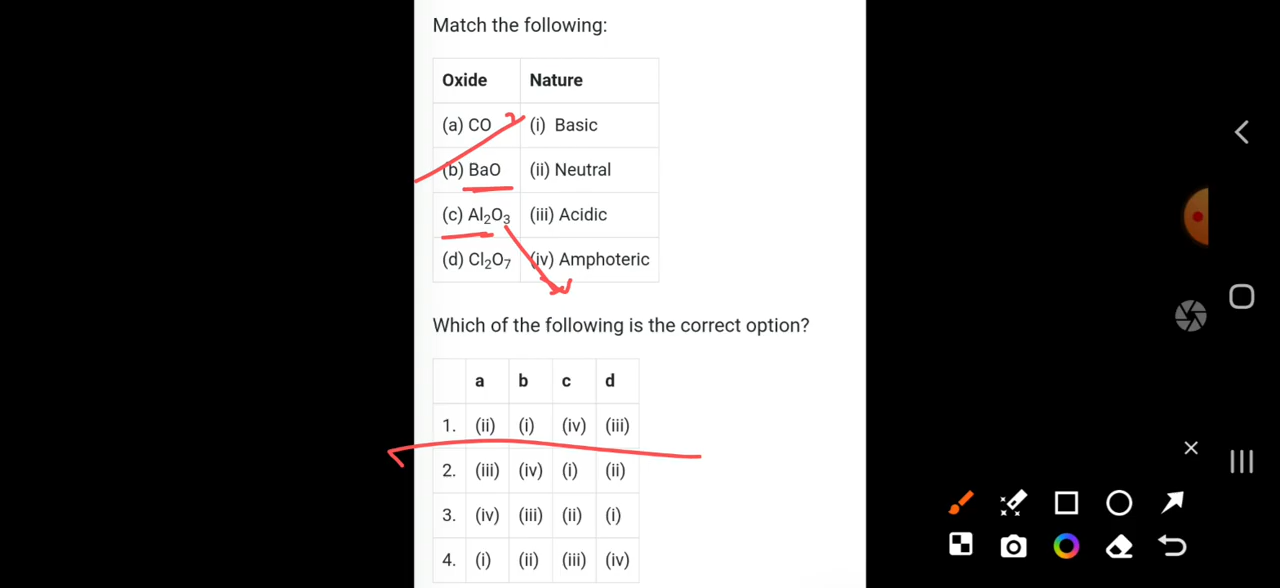 Match the following:
Oxide Nature
(a) CO (i) Basic
(b) BaO (ii) Neutral
(c) Al₂O₃ (iii) Acidic
(d) Cl₂O₇ (iv) Amphoteric
Which of the following is the correct option?
a b c d
1. (ii) (i) (iv) (iii)
2. (iii) (iv) (i) (ii)
3. (iv) (iii) (ii) (i)
4. (i) (ii) (iii) (iv)